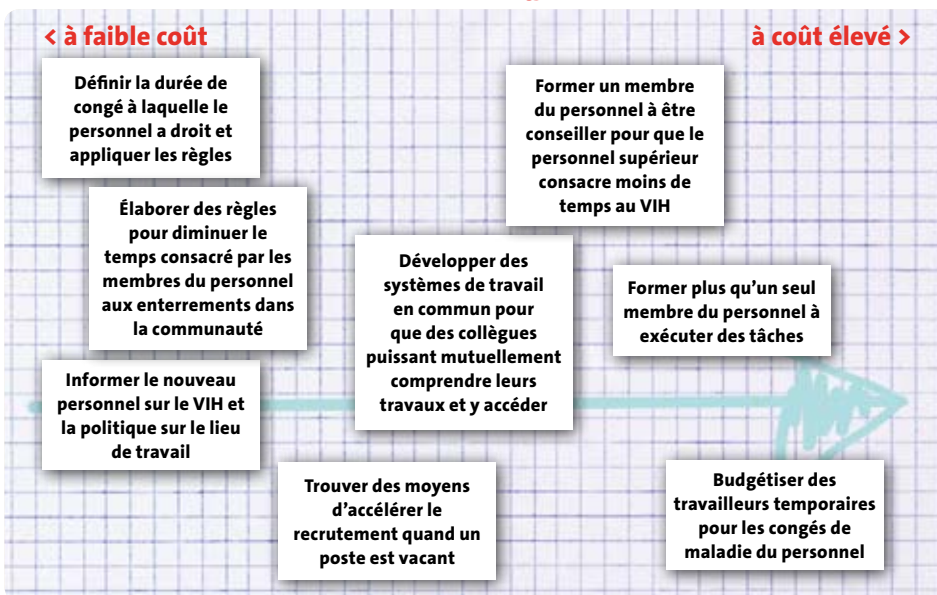 < à faible coût
à coût élevé >
Définir la durée de
congé à laquelle le
personnel a droit et
appliquer les règles
Former un membre
du personnel à être
conseiller pour que le
personnel supérieur
consacre moins de
temps au VIH
Élaborer des règles
pour diminuer le
temps consacré par les
membres du personnel
aux enterrements dans
la communauté
Développer des
systèmes de travail
en commun pour
que des collègues
puissant mutuellement
comprendre leurs
travaux et y accéder
Former plus qu'un seul
membre du personnel à
exécuter des tâches
Informer le nouveau
personnel sur le VIH et
la politique sur le lieu
de travail
Trouver des moyens
d'accélérer le
recrutement quand un
poste est vacant
Budgétiser des
travailleurs temporaires
pour les congés de
maladie du personnel